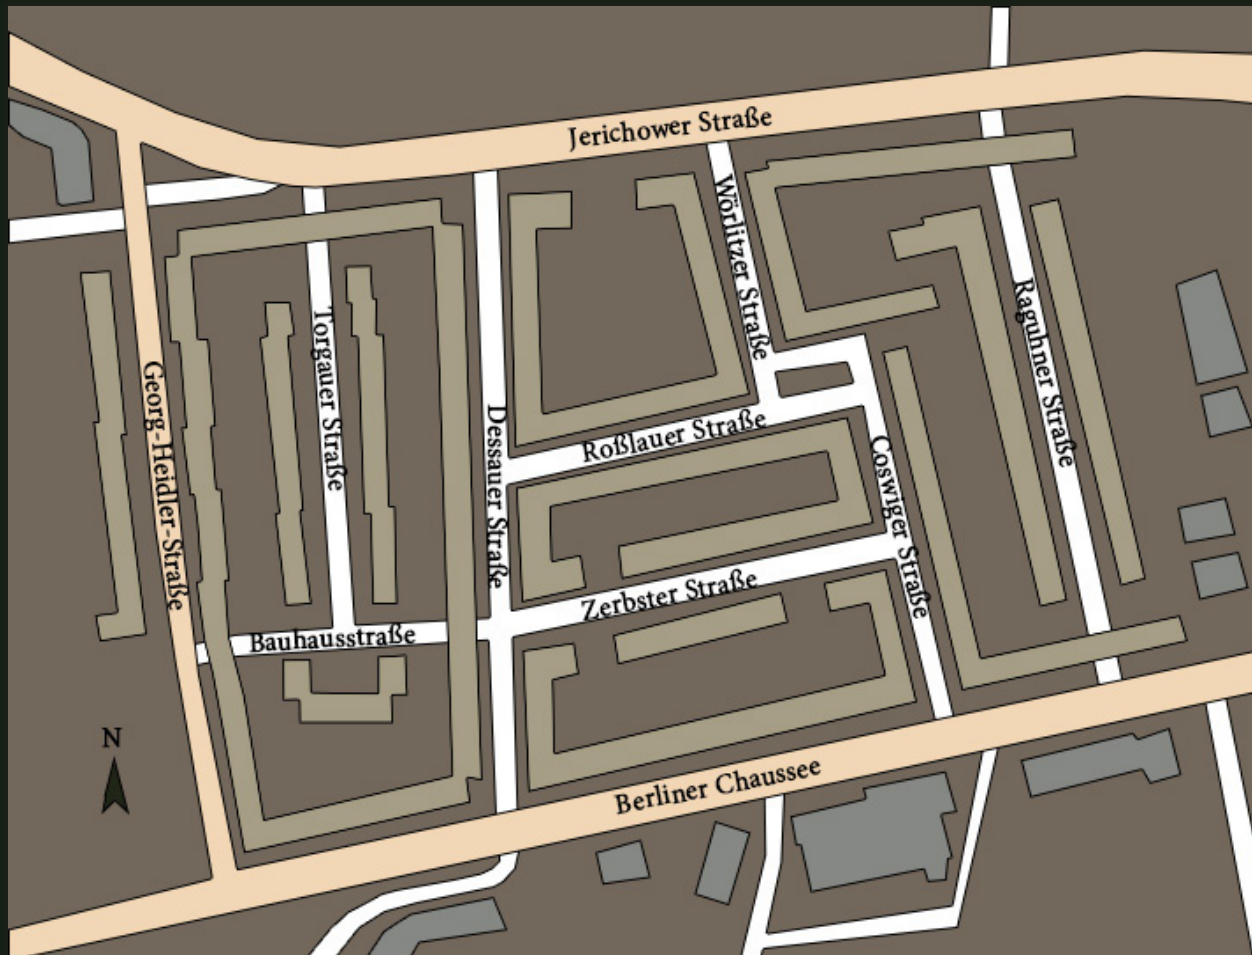 Jerichower Straße
Wörlitzer Straße
Raguhner Straße
Torgauer Straße
Georg-Heidler-Straße
Dessauer Straße
Roßlauer Straße
Coswiger Straße
Zerbster Straße
Bauhausstraße
N
Berliner Chaussee